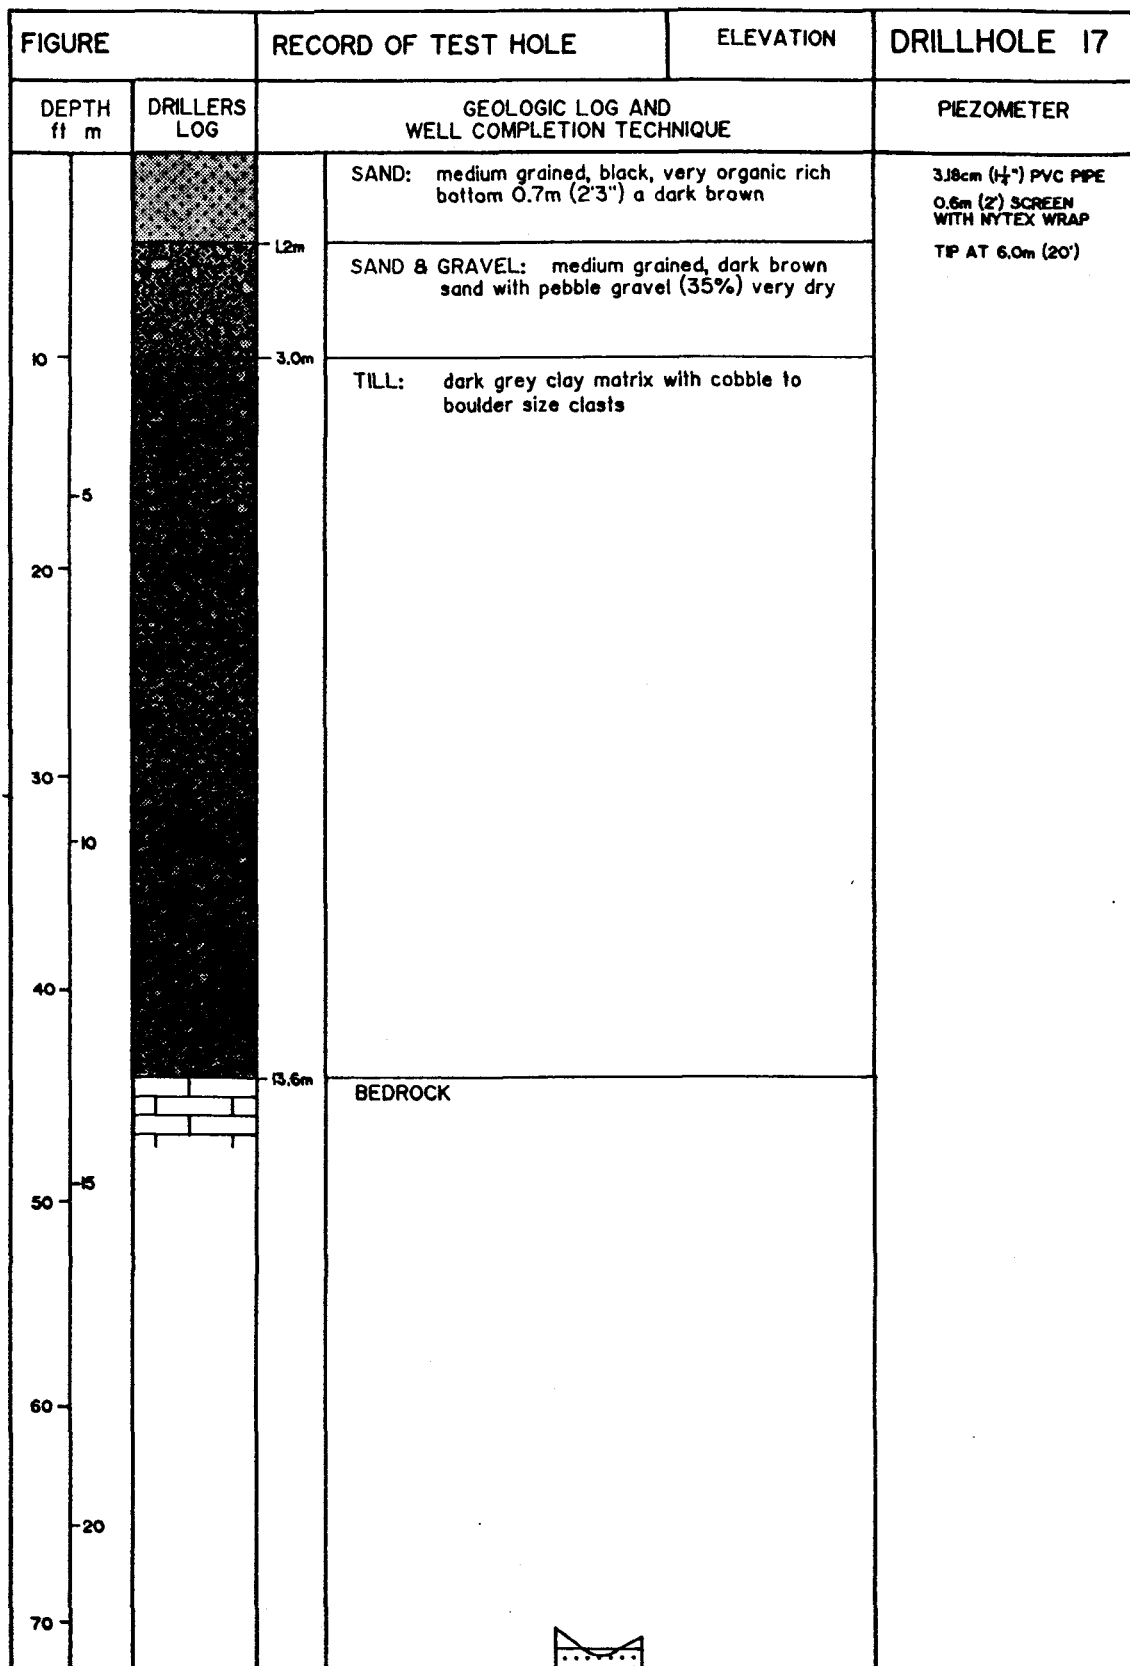 FIGURE
RECORD OF TEST HOLE
ELEVATION
DRILLHOLE 17
DEPTH
ft m
DRILLERS
LOG
GEOLOGIC LOG AND
WELL COMPLETION TECHNIQUE
PIEZOMETER
SAND: medium grained, black, very organic rich
bottom 0.7m (2'3") a dark brown
3.18cm (1¼") PVC PIPE
0.6m (2') SCREEN
WITH NYTEX WRAP
TIP AT 6.0m (20')
1.2m
SAND & GRAVEL: medium grained, dark brown
sand with pebble gravel (35%) very dry
10
3.0m
TILL: dark grey clay matrix with cobble to
boulder size clasts
5
20
30
10
40
13.6m
BEDROCK
15
50
60
20
70